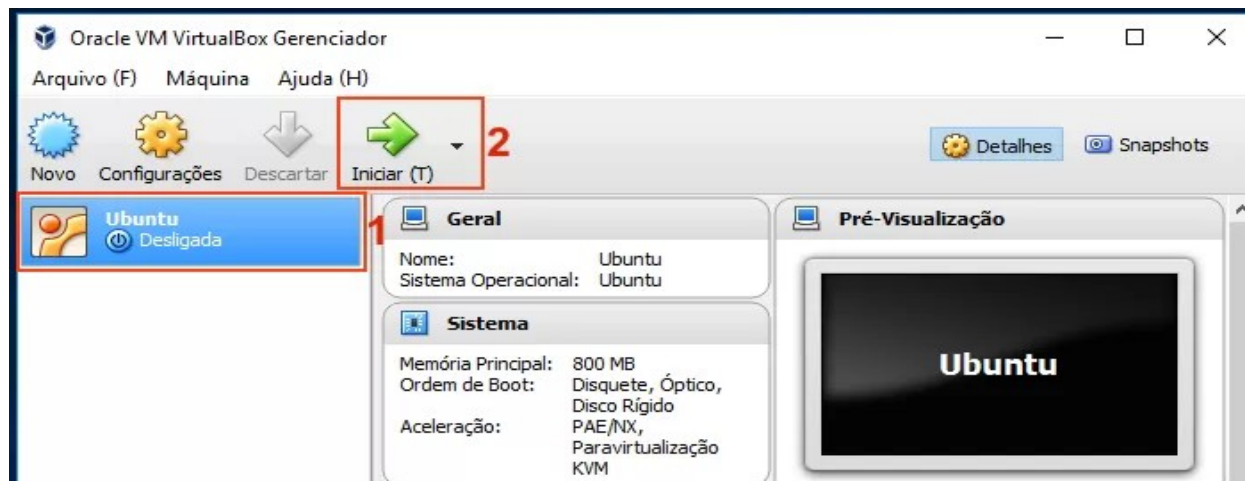 Oracle VM VirtualBox Gerenciador
Arquivo (F) Máquina Ajuda (H)
Novo Configurações Descartar Iniciar (T) 2 Detalhes Snapshots
Ubuntu
Desligada
1
Geral
Nome: Ubuntu
Sistema Operacional: Ubuntu
Sistema
Memória Principal: 800 MB
Ordem de Boot: Disquete, Óptico,
Disco Rígido
Aceleração: PAE/NX,
Paravirtualização
KVM
Pré-Visualização
Ubuntu